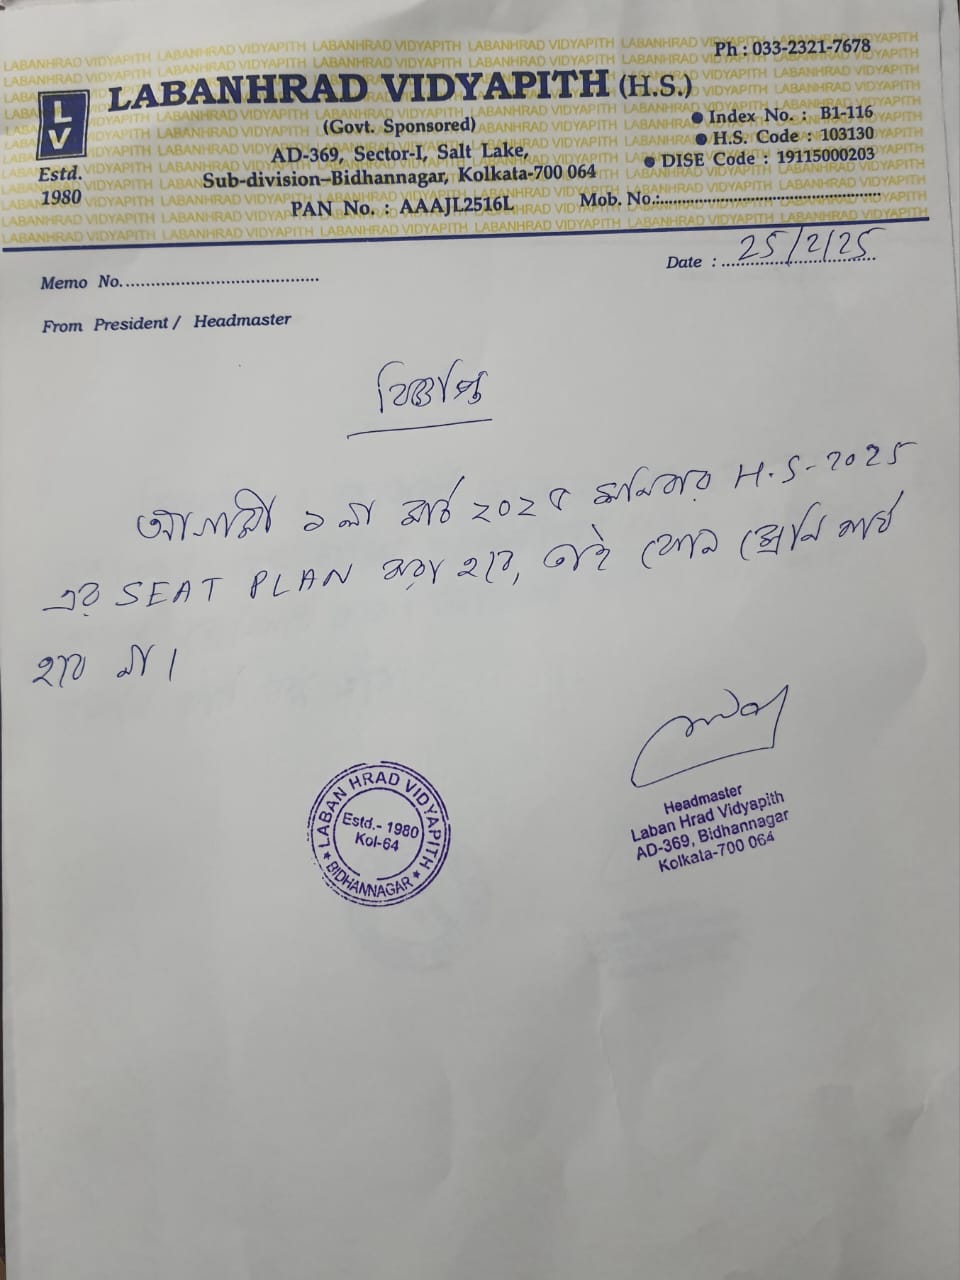 Ph : 033-2321-7678
LABANHRAD VIDYAPITH (H.S.)
LV
(Govt. Sponsored)
● Index No. : B1-116
AD-369, Sector-I, Salt Lake,
● H.S. Code : 103130
Estd.
Sub-division–Bidhannagar, Kolkata-700 064
● DISE Code : 19115000203
1980
PAN No. : AAAJL2516L
Mob. No.:
Date : 25/2/25
Memo No.
From President / Headmaster
বিজ্ঞপ্তি
আগামী ১ লা মার্চ ২০২৫ শনিবার H.S-2025
এর SEAT PLAN করা হবে, তাই কোন শ্রেনি কার্য
হবে না।
Headmaster
Laban Hrad Vidyapith
AD-369, Bidhannagar
Kolkata-700 064
LABAN HRAD VIDYAPITH
Estd.- 1980
Kol-64
★ BIDHANNAGAR ★